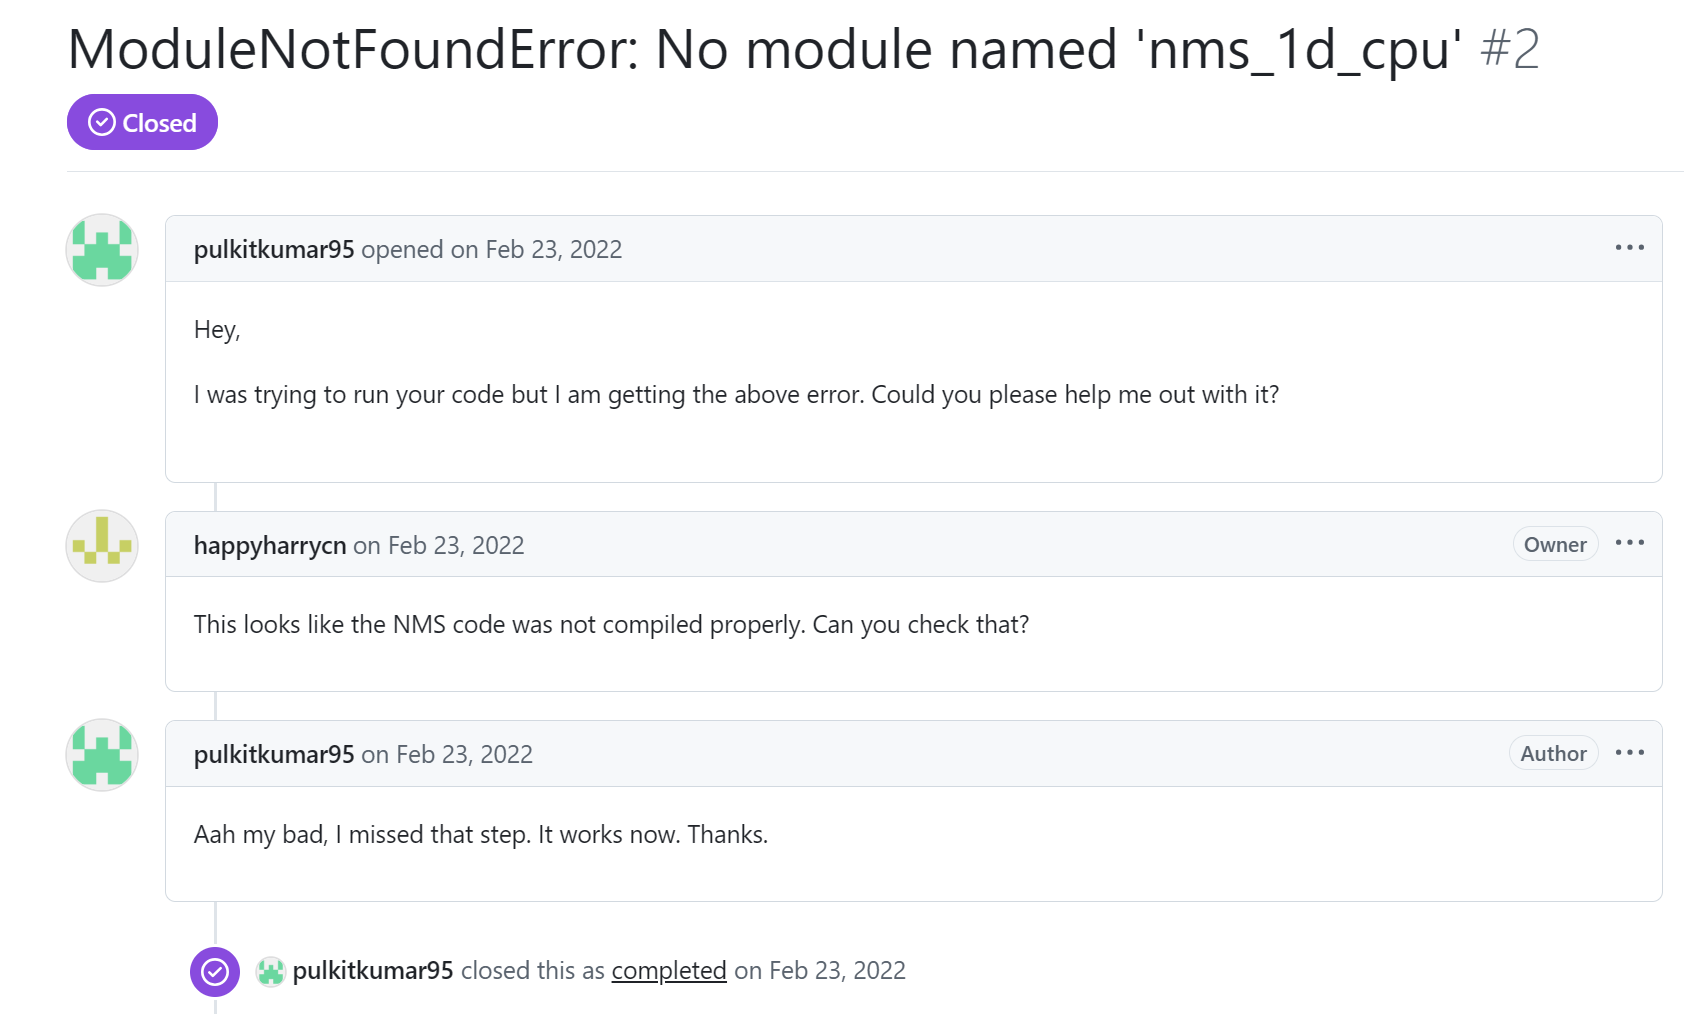 ModuleNotFoundError: No module named 'nms_1d_cpu' #2
Closed
pulkitkumar95 opened on Feb 23, 2022
Hey,
I was trying to run your code but I am getting the above error. Could you please help me out with it?
happyharrycn on Feb 23, 2022 Owner
This looks like the NMS code was not compiled properly. Can you check that?
pulkitkumar95 on Feb 23, 2022 Author
Aah my bad, I missed that step. It works now. Thanks.
pulkitkumar95 closed this as completed on Feb 23, 2022